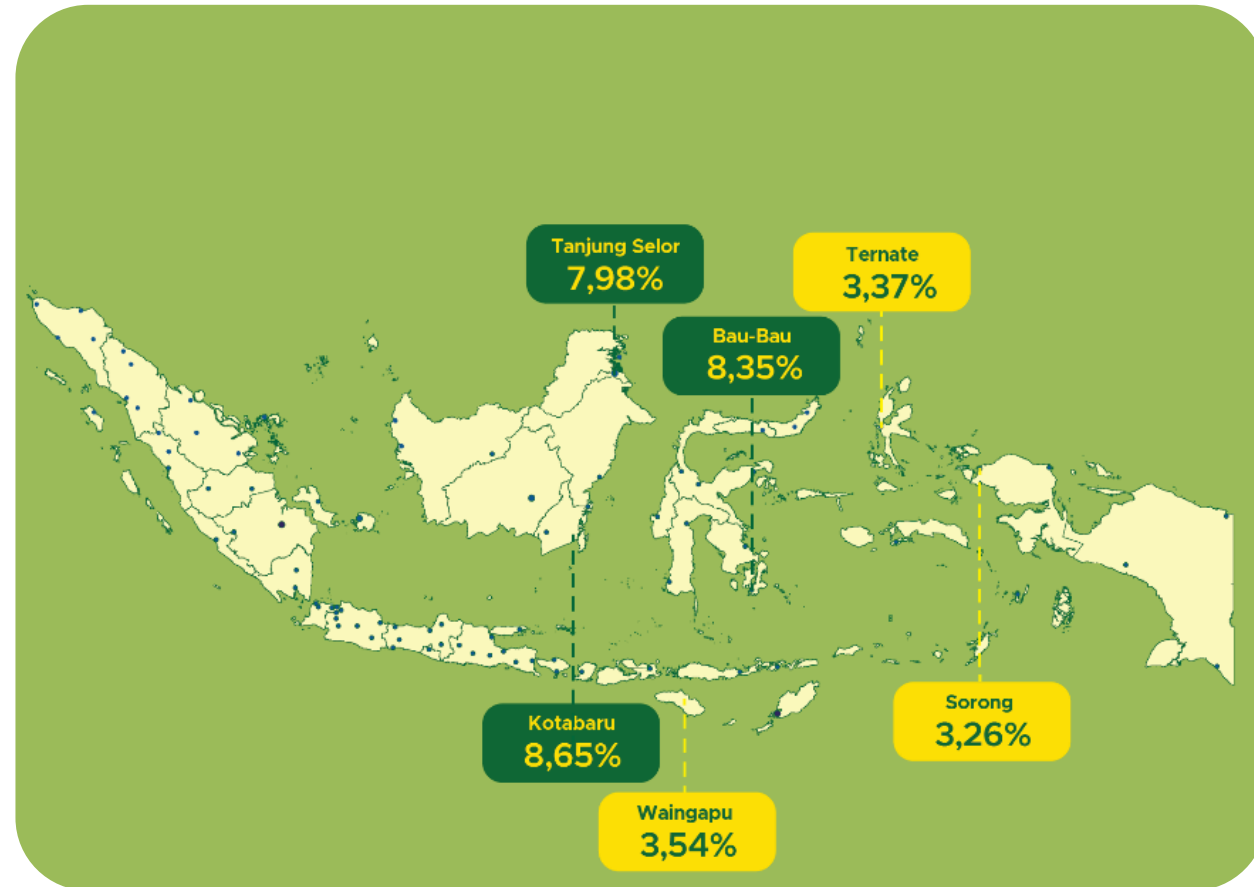 Tanjung Selor
7,98%
Ternate
3,37%
Bau-Bau
8,35%
Kotabaru
8,65%
Sorong
3,26%
Waingapu
3,54%